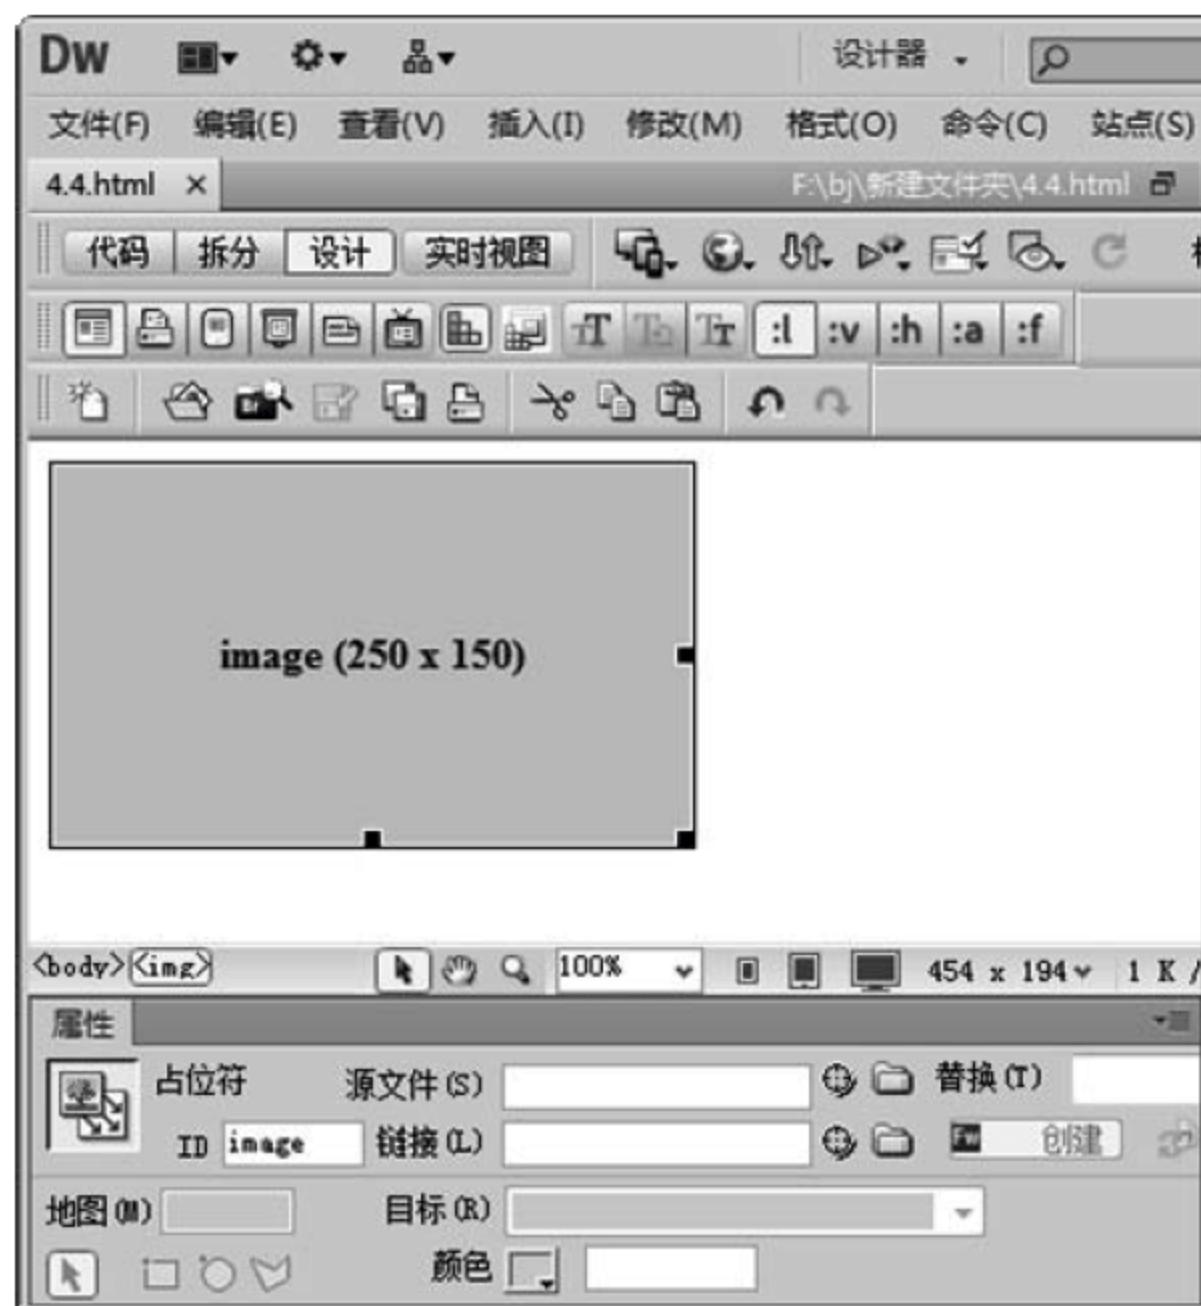 Dw 设计器
文件(F) 编辑(E) 查看(V) 插入(I) 修改(M) 格式(O) 命令(C) 站点(S)
4.4.html × F:\bj\新建文件夹\4.4.html
代码 拆分 设计 实时视图
:l :v :h :a :f
image (250 x 150)
<body> <img> 100% 454 x 194 1 K /
属性
占位符 源文件(S) 替换(T)
ID image 链接(L) Fw 创建
地图(M) 目标(R)
颜色